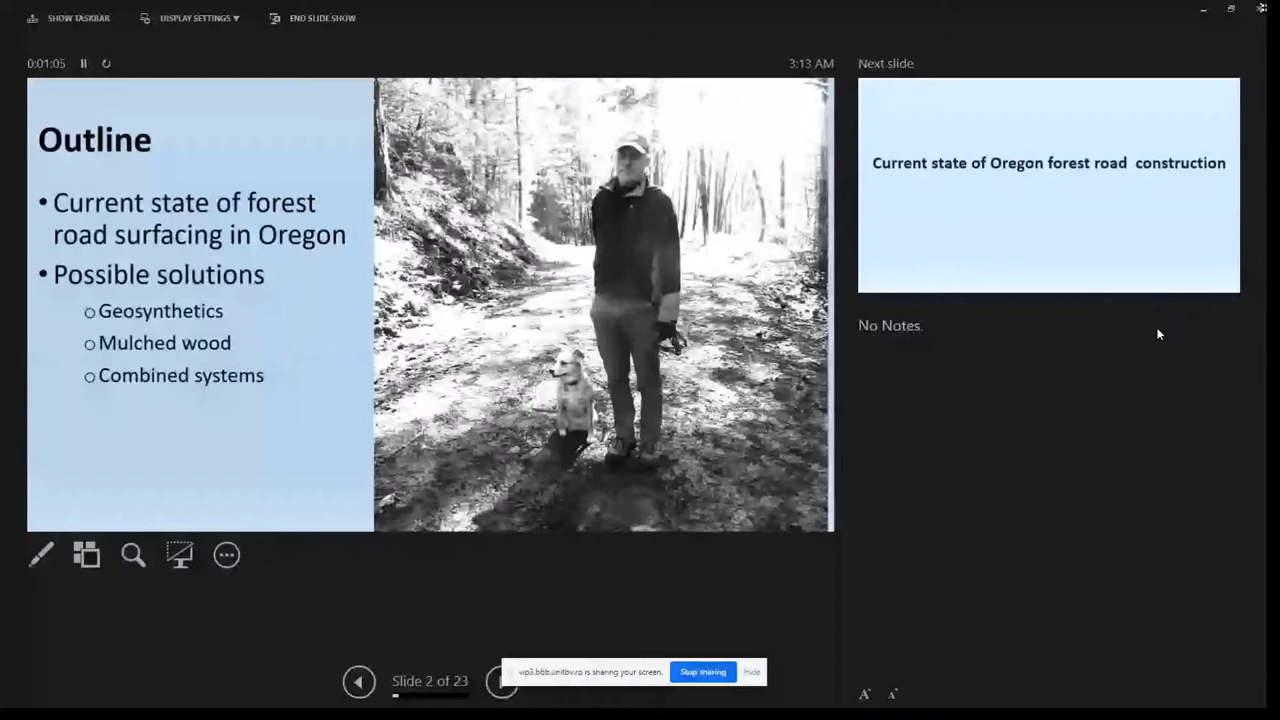 SHOW TASKBAR
DISPLAY SETTINGS ▼
END SLIDE SHOW
0:01:05
3:13 AM
Outline
• Current state of forest
road surfacing in Oregon
• Possible solutions
o Geosynthetics
o Mulched wood
o Combined systems
Next slide
Current state of Oregon forest road construction
No Notes.
Slide 2 of 23
vip3.bbb.unitbv.ro is sharing your screen.
Stop sharing
Hide
A A